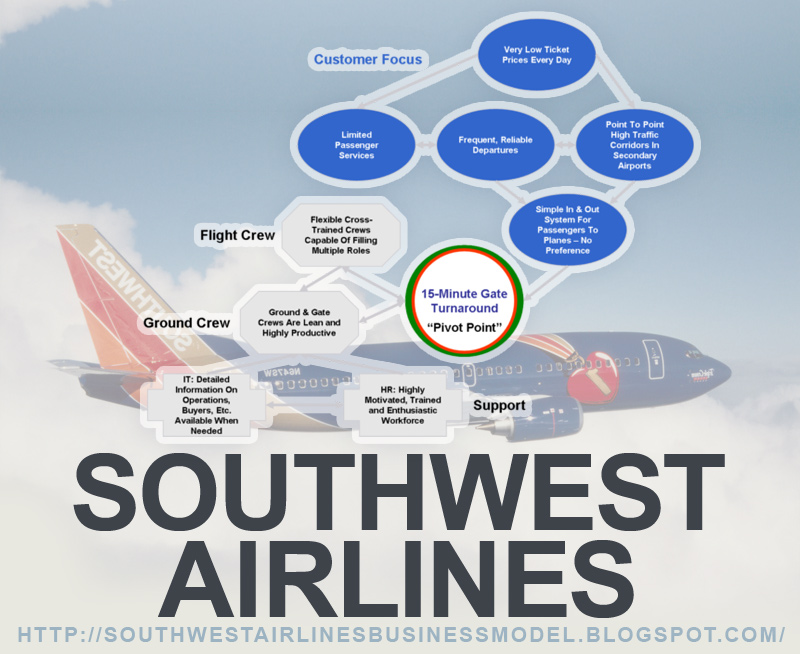 Very Low Ticket
Prices Every Day
Customer Focus
Limited
Passenger
Services
Frequent, Reliable
Departures
Point To Point
High Traffic
Corridors In
Secondary
Airports
Simple In & Out
System For
Passengers To
Planes – No
Preference
Flight Crew
Flexible Cross-
Trained Crews
Capable Of Filling
Multiple Roles
15-Minute Gate
Turnaround
“Pivot Point”
Ground Crew
Ground & Gate
Crews Are Lean and
Highly Productive
IT: Detailed
Information On
Operations,
Buyers, Etc.
Available When
Needed
HR: Highly
Motivated, Trained
and Enthusiastic
Workforce
Support
SOUTHWEST
N647SW
SOUTHWEST
AIRLINES
HTTP://SOUTHWESTAIRLINESBUSINESSMODEL.BLOGSPOT.COM/